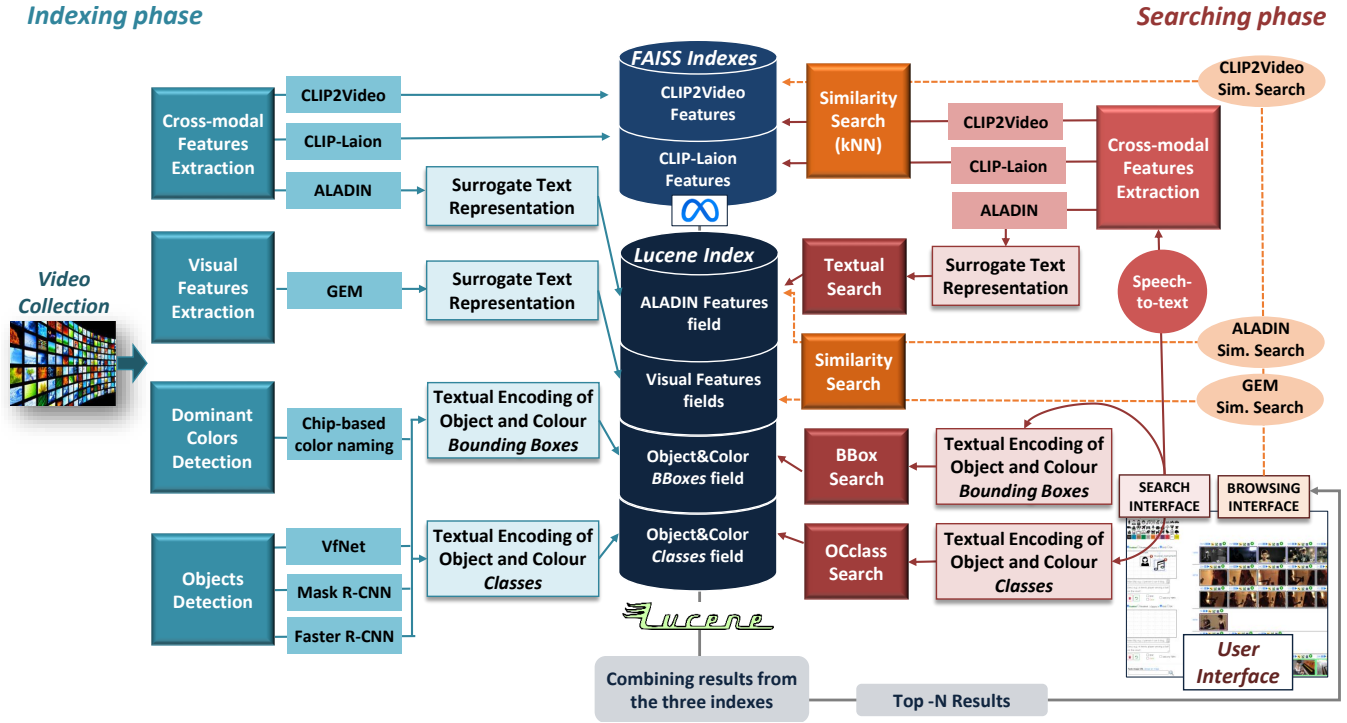 Indexing phase
Searching phase
Video
Collection
Cross-modal
Features
Extraction
CLIP2Video
CLIP-Laion
ALADIN
Surrogate Text
Representation
Visual
Features
Extraction
GEM
Surrogate Text
Representation
Dominant
Colors
Detection
Chip-based
color naming
Textual Encoding of
Object and Colour
Bounding Boxes
Objects
Detection
VfNet
Mask R-CNN
Faster R-CNN
Textual Encoding of
Object and Colour
Classes
FAISS Indexes
CLIP2Video
Features
CLIP-Laion
Features
Lucene Index
ALADIN Features
field
Visual Features
fields
Object&Color
BBoxes field
Object&Color
Classes field
Lucene
Combining results from
the three indexes
Top -N Results
Similarity
Search
(kNN)
CLIP2Video
CLIP-Laion
ALADIN
Cross-modal
Features
Extraction
CLIP2Video
Sim. Search
Textual
Search
Surrogate Text
Representation
Speech-
to-text
Similarity
Search
ALADIN
Sim. Search
GEM
Sim. Search
BBox
Search
Textual Encoding of
Object and Colour
Bounding Boxes
OCclass
Search
Textual Encoding of
Object and Colour
Classes
SEARCH
INTERFACE
BROWSING
INTERFACE
User
Interface